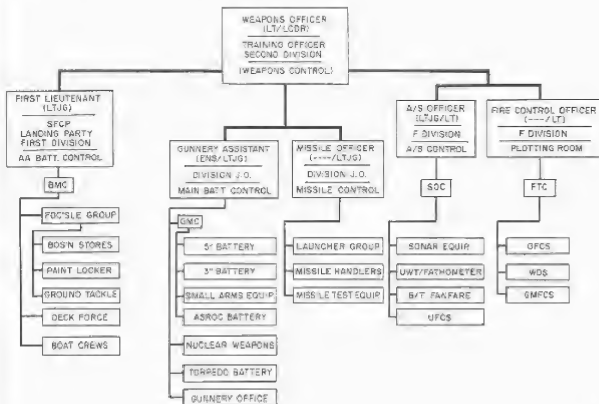 WEAPONS OFFICER
(LT/LCDR)
TRAINING OFFICER
SECOND DIVISION
(WEAPONS CONTROL)
FIRST LIEUTENANT
(LTJG)
SFCP
LANDING PARTY
FIRST DIVISION
AA BATT. CONTROL
BMC
FOC'SLE GROUP
BOS'N STORES
PAINT LOCKER
GROUND TACKLE
DECK FORCE
BOAT CREWS
GUNNERY ASSISTANT
(ENS/LTJG)
DIVISION J.O.
MAIN BATT CONTROL
GMC
5" BATTERY
3" BATTERY
SMALL ARMS EQUIP
ASROC BATTERY
NUCLEAR WEAPONS
TORPEDO BATTERY
GUNNERY OFFICE
MISSILE OFFICER
(----/LTJG)
DIVISION J.O.
MISSILE CONTROL
LAUNCHER GROUP
MISSILE HANDLERS
MISSILE TEST EQUIP
A/S OFFICER
(LTJG/LT)
F DIVISION
A/S CONTROL
SOC
SONAR EQUIP
UWT/FATHOMETER
B/T FANFARE
UFCS
FIRE CONTROL OFFICER
(---/LT)
F DIVISION
PLOTTING ROOM
FTC
GFCS
WDS
GMFCS